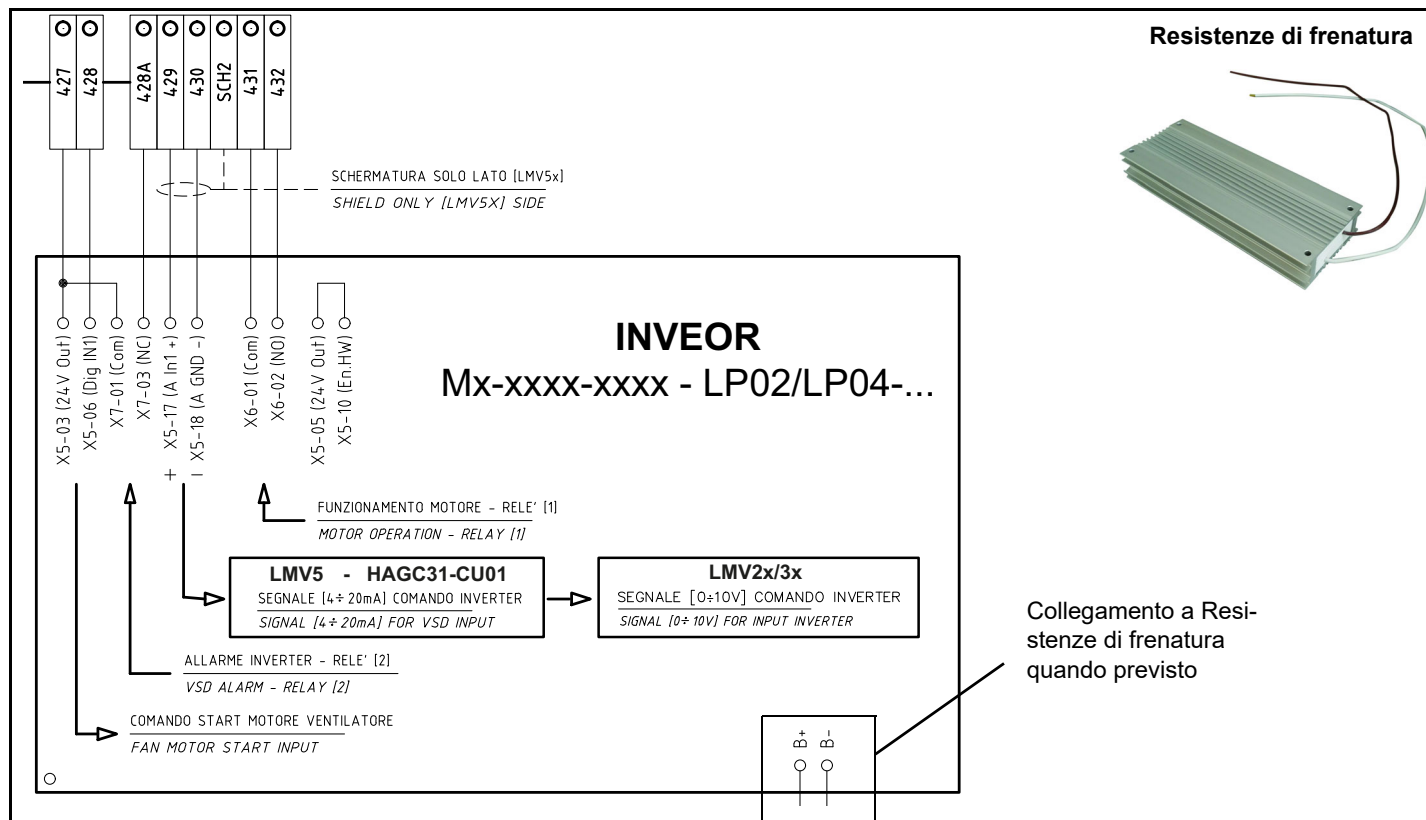 427
428
428A
429
430
SCH2
431
432
Resistenze di frenatura
SCHERMATURA SOLO LATO [LMV5x]
SHIELD ONLY [LMV5X] SIDE
X5-03 (24V Out)
X5-06 (Dig IN1)
X7-01 (Com)
X7-03 (NC)
+ X5-17 (A In1 +)
− X5-18 (A GND -)
X6-01 (Com)
X6-02 (NO)
X5-05 (24V Out)
X5-10 (En.HW)
INVEOR
Mx-xxxx-xxxx - LP02/LP04-...
FUNZIONAMENTO MOTORE - RELE' [1]
MOTOR OPERATION - RELAY [1]
LMV5 - HAGC31-CU01
SEGNALE [4÷20mA] COMANDO INVERTER
SIGNAL [4÷20mA] FOR VSD INPUT
LMV2x/3x
SEGNALE [0÷10V] COMANDO INVERTER
SIGNAL [0÷10V] FOR INPUT INVERTER
ALLARME INVERTER - RELE' [2]
VSD ALARM - RELAY [2]
COMANDO START MOTORE VENTILATORE
FAN MOTOR START INPUT
B+
B-
Collegamento a Resi-
stenze di frenatura
quando previsto